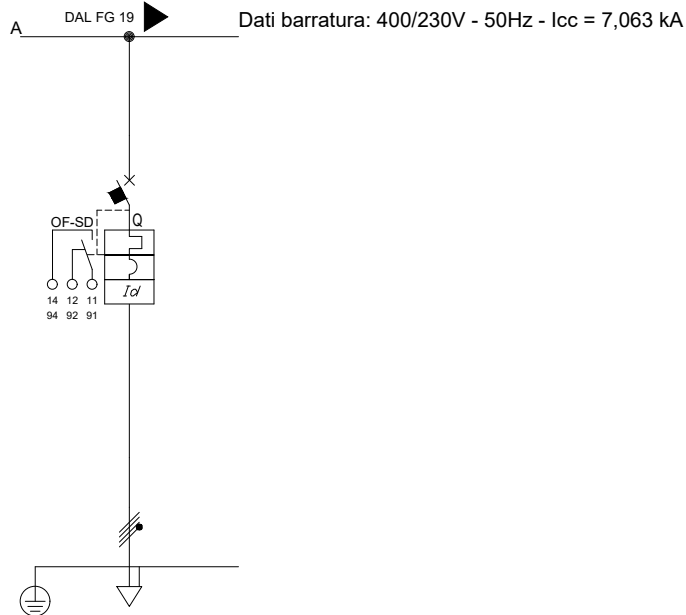 DAL FG 19 Dati barratura: 400/230V - 50Hz - Icc = 7,063 kA
A
OF-SD Q
Id
14 12 11
94 92 91